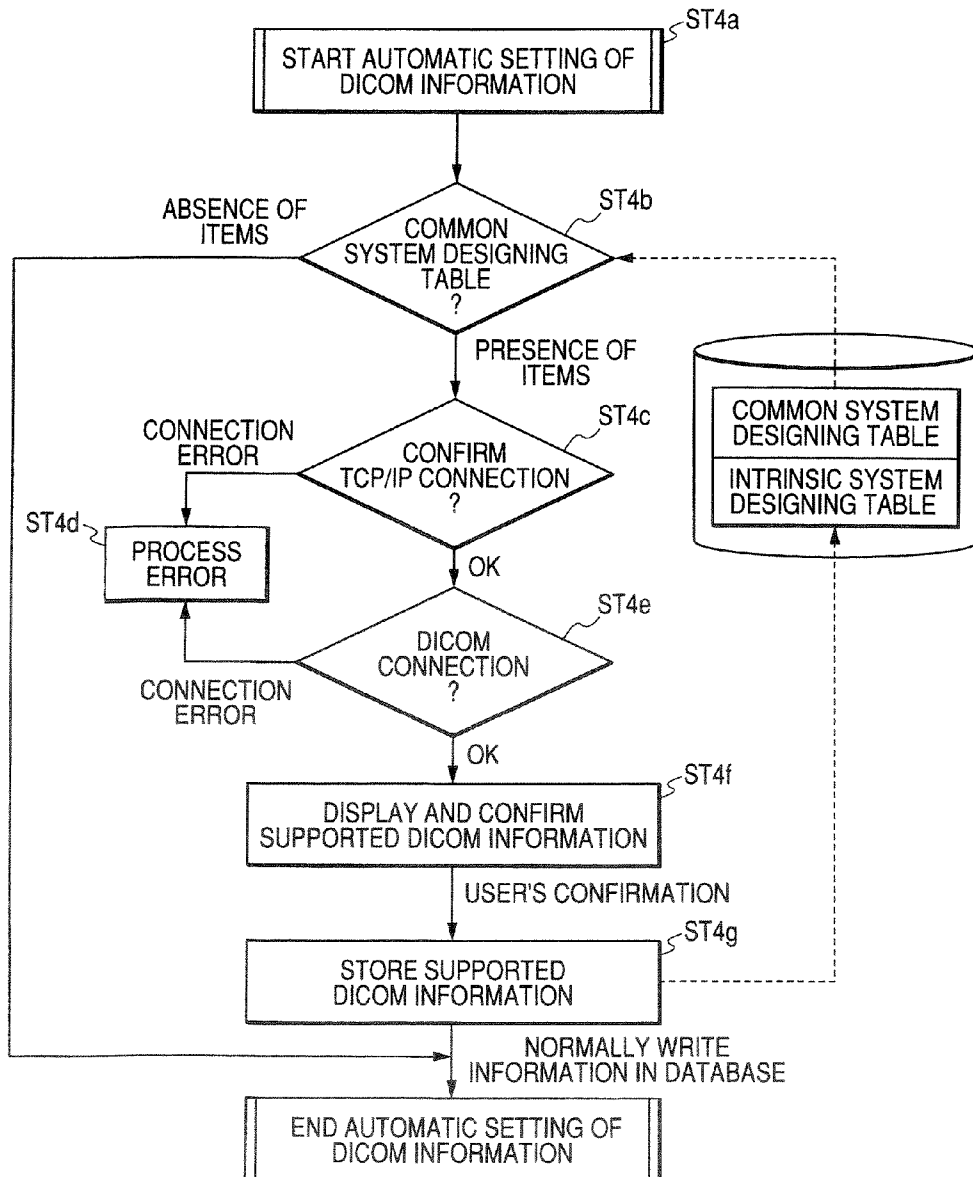 ST4a
START AUTOMATIC SETTING OF
DICOM INFORMATION
ABSENCE OF
ITEMS
ST4b
COMMON
SYSTEM DESIGNING
TABLE
?
PRESENCE OF
ITEMS
COMMON SYSTEM
DESIGNING TABLE
INTRINSIC SYSTEM
DESIGNING TABLE
CONNECTION
ERROR
ST4c
CONFIRM
TCP/IP CONNECTION
?
ST4d
PROCESS
ERROR
OK
ST4e
DICOM
CONNECTION
?
CONNECTION
ERROR
OK
ST4f
DISPLAY AND CONFIRM
SUPPORTED DICOM INFORMATION
USER'S CONFIRMATION
ST4g
STORE SUPPORTED
DICOM INFORMATION
NORMALLY WRITE
INFORMATION IN DATABASE
END AUTOMATIC SETTING OF
DICOM INFORMATION